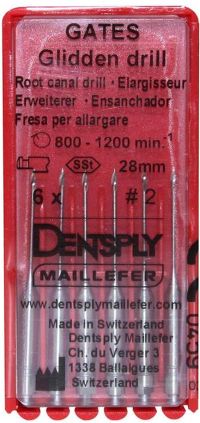 GATES
Glidden drill
Root canal drill · Elargisseur
Erweiterer · Ensanchador
Fresa per allargare
800 - 1200 min.⁻¹
SSt 28mm
6 x # 2
DENSPLY
MAILLEFER
www.dentsplymaillefer.com
Made in Switzerland
Dentsply Maillefer
Ch. du Verger 3
1338 Ballaigues
Switzerland